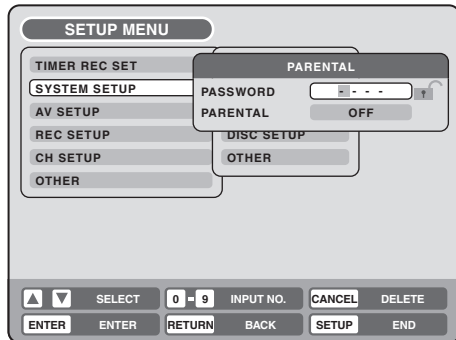 SETUP MENU
TIMER REC SET
SYSTEM SETUP
AV SETUP
REC SETUP
CH SETUP
OTHER
PARENTAL
PASSWORD - - - -
PARENTAL OFF
DISC SETUP
OTHER
SELECT 0 - 9 INPUT NO. CANCEL DELETE
ENTER ENTER RETURN BACK SETUP END